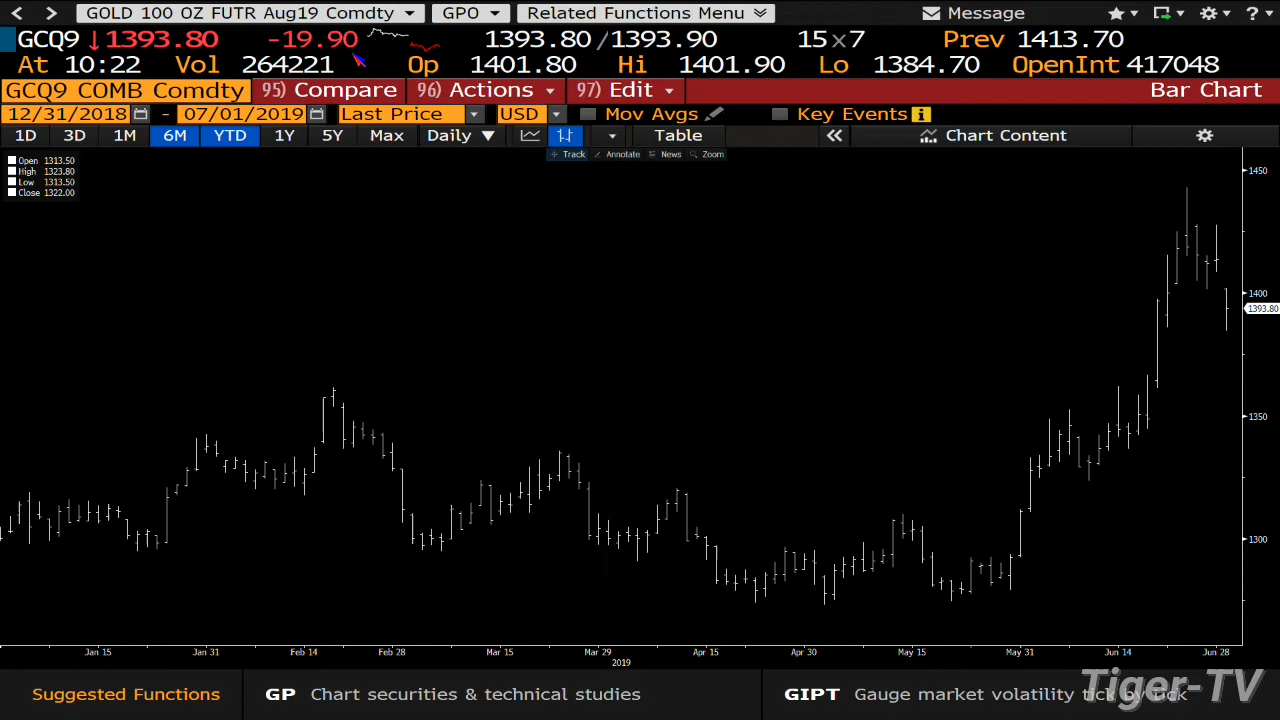 GOLD 100 OZ FUTR Aug19 Comdty GPO Related Functions Menu Message ?
GCQ9 ↓1393.80 -19.90 1393.80/1393.90 15x7 Prev 1413.70
At 10:22 Vol 264221 Op 1401.80 Hi 1401.90 Lo 1384.70 OpenInt 417048
GCQ9 COMB Comdty 95) Compare 96) Actions 97) Edit Bar Chart
12/31/2018 - 07/01/2019 Last Price USD Mov Avgs Key Events i
1D 3D 1M 6M YTD 1Y 5Y Max Daily ▼ Table « Chart Content
Track Annotate News Zoom
Open 1313.50
High 1323.80
Low 1313.50
Close 1322.00
1450
1400
1393.80
1350
1300
Jan 15 Jan 31 Feb 14 Feb 28 Mar 15 Mar 29 Apr 15 Apr 30 May 15 May 31 Jun 14 Jun 28
2019
Suggested Functions GP Chart securities & technical studies GIPT Gauge market volatility tick by tick
Tiger-TV